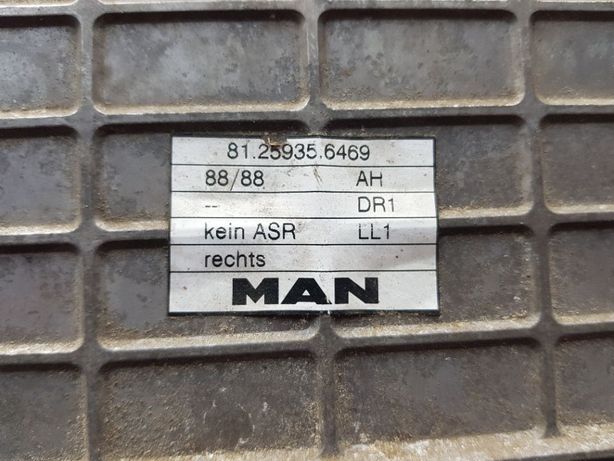 81.25935.6469
88/88 AH
-- DR1
kein ASR LL1
rechts
MAN